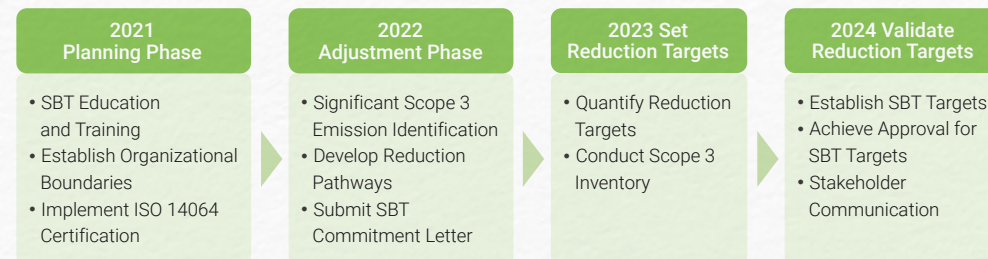 2021
Planning Phase
• SBT Education
and Training
• Establish Organizational
Boundaries
• Implement ISO 14064
Certification
2022
Adjustment Phase
• Significant Scope 3
Emission Identification
• Develop Reduction
Pathways
• Submit SBT
Commitment Letter
2023 Set
Reduction Targets
• Quantify Reduction
Targets
• Conduct Scope 3
Inventory
2024 Validate
Reduction Targets
• Establish SBT Targets
• Achieve Approval for
SBT Targets
• Stakeholder
Communication